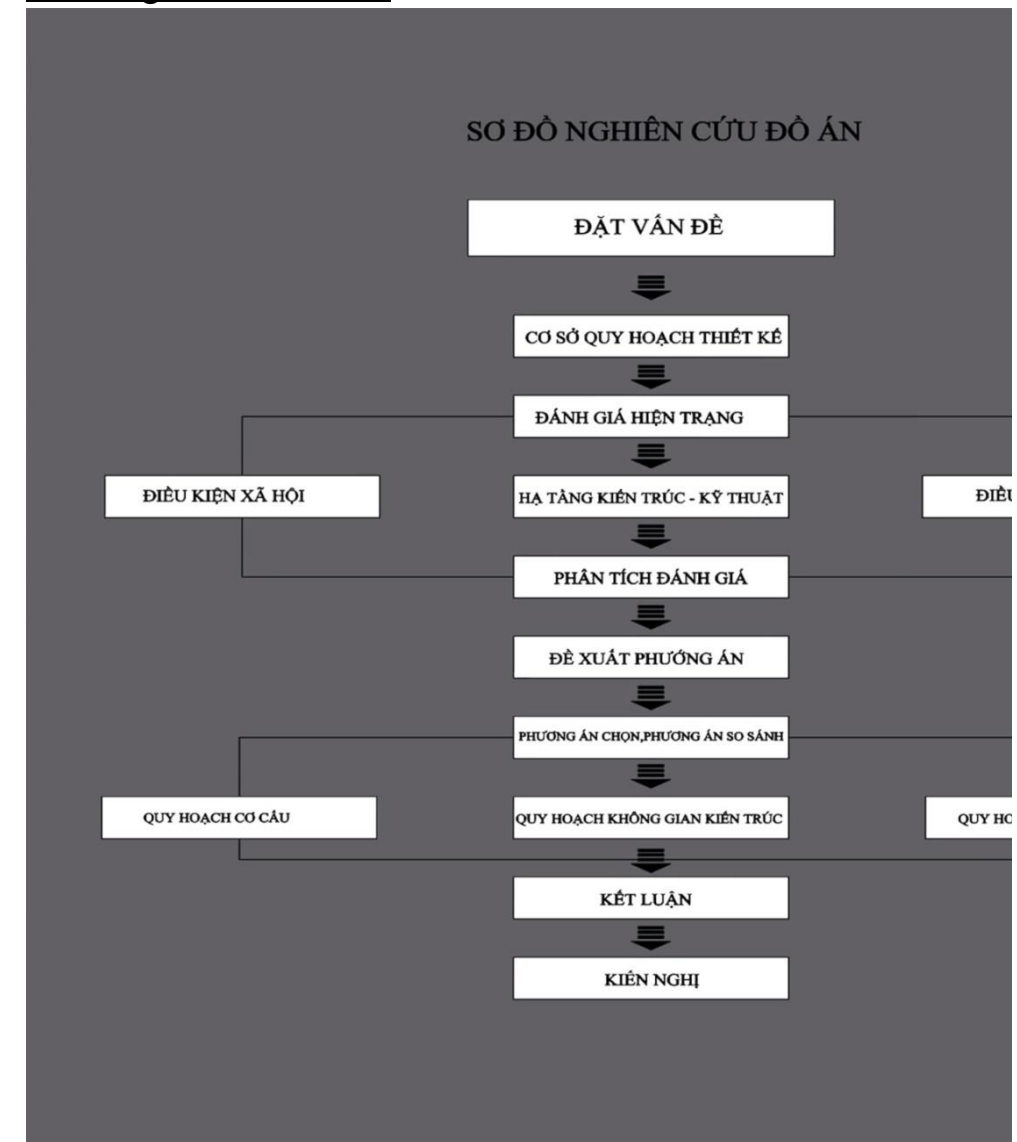 SƠ ĐỒ NGHIÊN CỨU ĐỒ ÁN
ĐẶT VẤN ĐỀ
CƠ SỞ QUY HOẠCH THIẾT KẾ
ĐÁNH GIÁ HIỆN TRẠNG
ĐIỀU KIỆN XÃ HỘI
HẠ TẦNG KIẾN TRÚC - KỸ THUẬT
PHÂN TÍCH ĐÁNH GIÁ
ĐỀ XUẤT PHƯỚNG ÁN
PHƯƠNG ÁN CHỌN,PHƯƠNG ÁN SO SÁNH
QUY HOẠCH CƠ CẤU
QUY HOẠCH KHÔNG GIAN KIẾN TRÚC
QUY
KẾT LUẬN
KIẾN NGHỊ